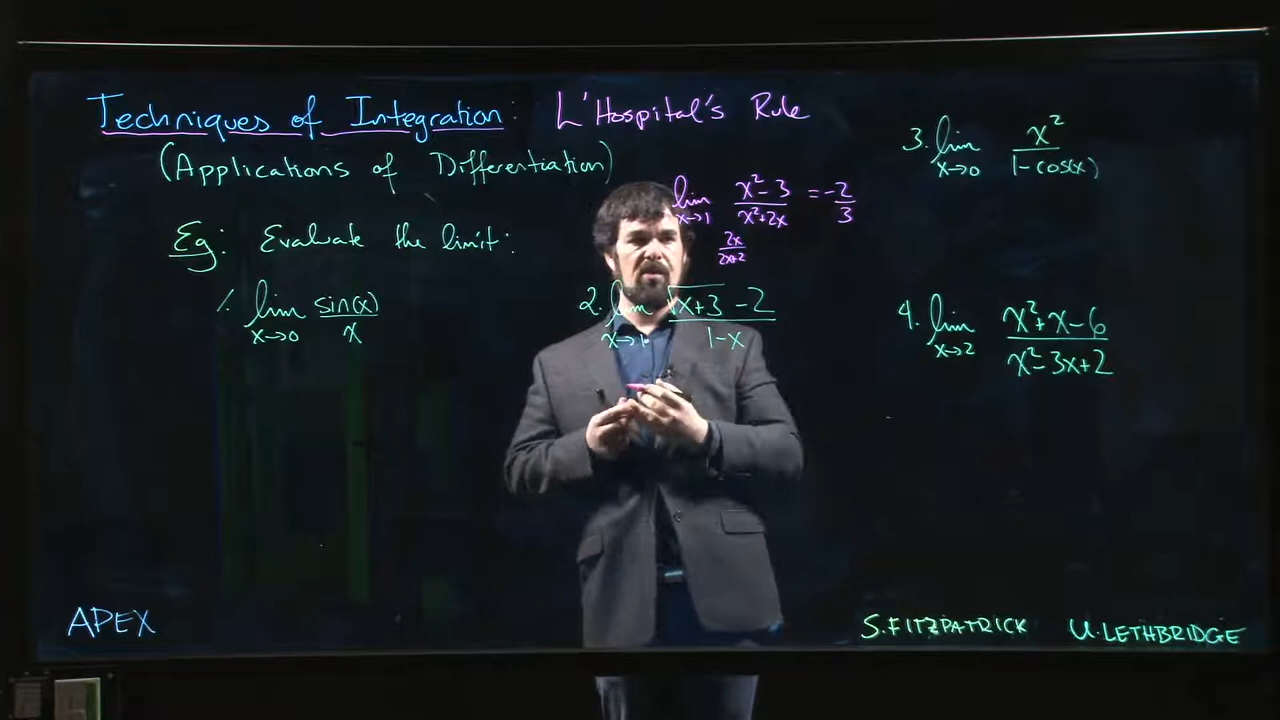 Techniques of Integration: L'Hospital's Rule
(Applications of Differentiation)
lim x→1 x²-3 / x²+2x = -2/3
2x / 2x+2
Eg: Evaluate the limit:
1. lim x→0 sin(x) / x
2. lim x→1 √x+3 - 2 / 1-x
3. lim x→0 x² / 1-cos(x)
4. lim x→2 x²+x-6 / x²-3x+2
APEX
S.FITZPATRICK U.LETHBRIDGE